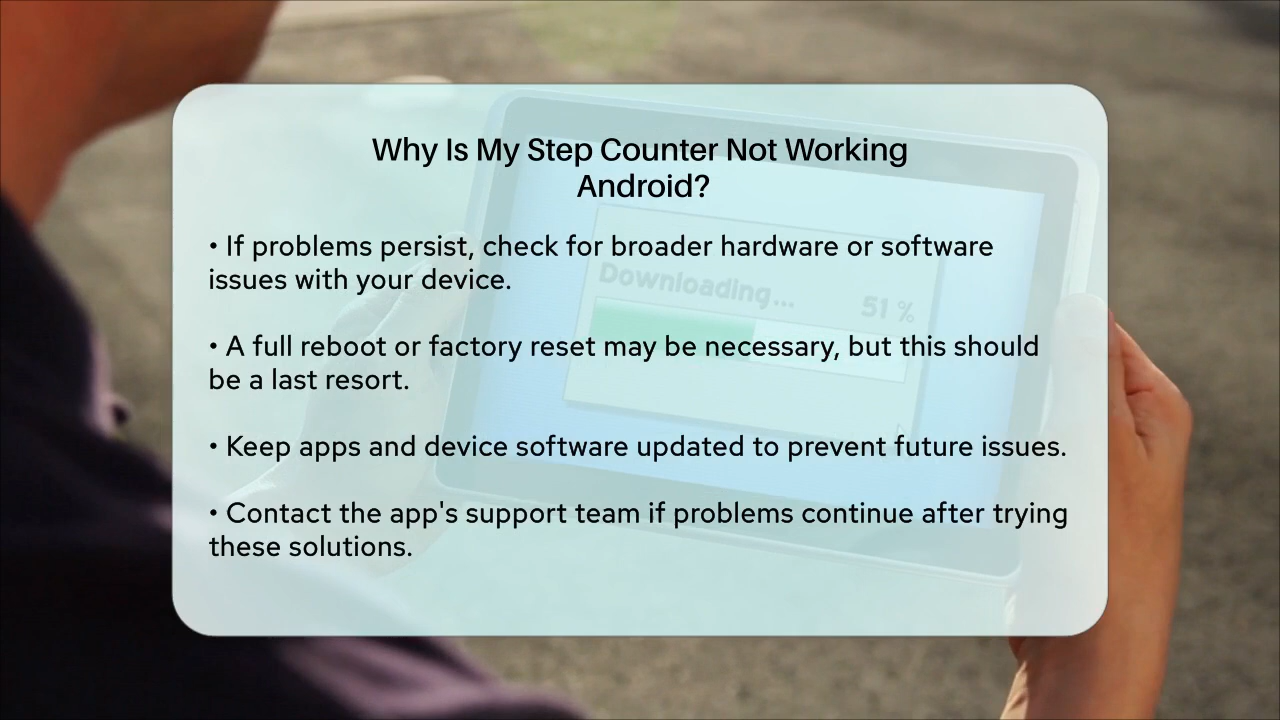 Why Is My Step Counter Not Working
Android?
• If problems persist, check for broader hardware or software
issues with your device.
Downloading... 51 %
• A full reboot or factory reset may be necessary, but this should
be a last resort.
• Keep apps and device software updated to prevent future issues.
• Contact the app's support team if problems continue after trying
these solutions.